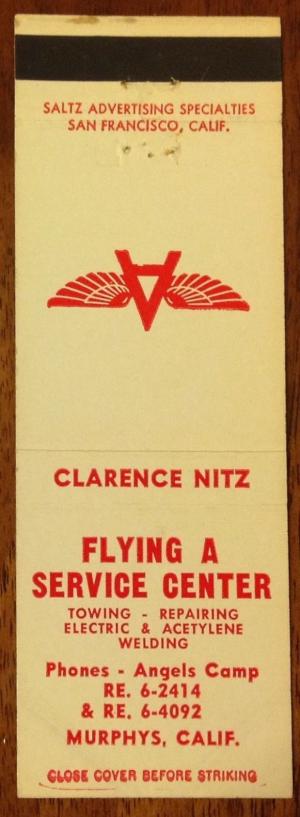 SALTZ ADVERTISING SPECIALTIES
SAN FRANCISCO, CALIF.
CLARENCE NITZ
FLYING A
SERVICE CENTER
TOWING - REPAIRING
ELECTRIC & ACETYLENE
WELDING
Phones - Angels Camp
RE. 6-2414
& RE. 6-4092
MURPHYS, CALIF.
CLOSE COVER BEFORE STRIKING